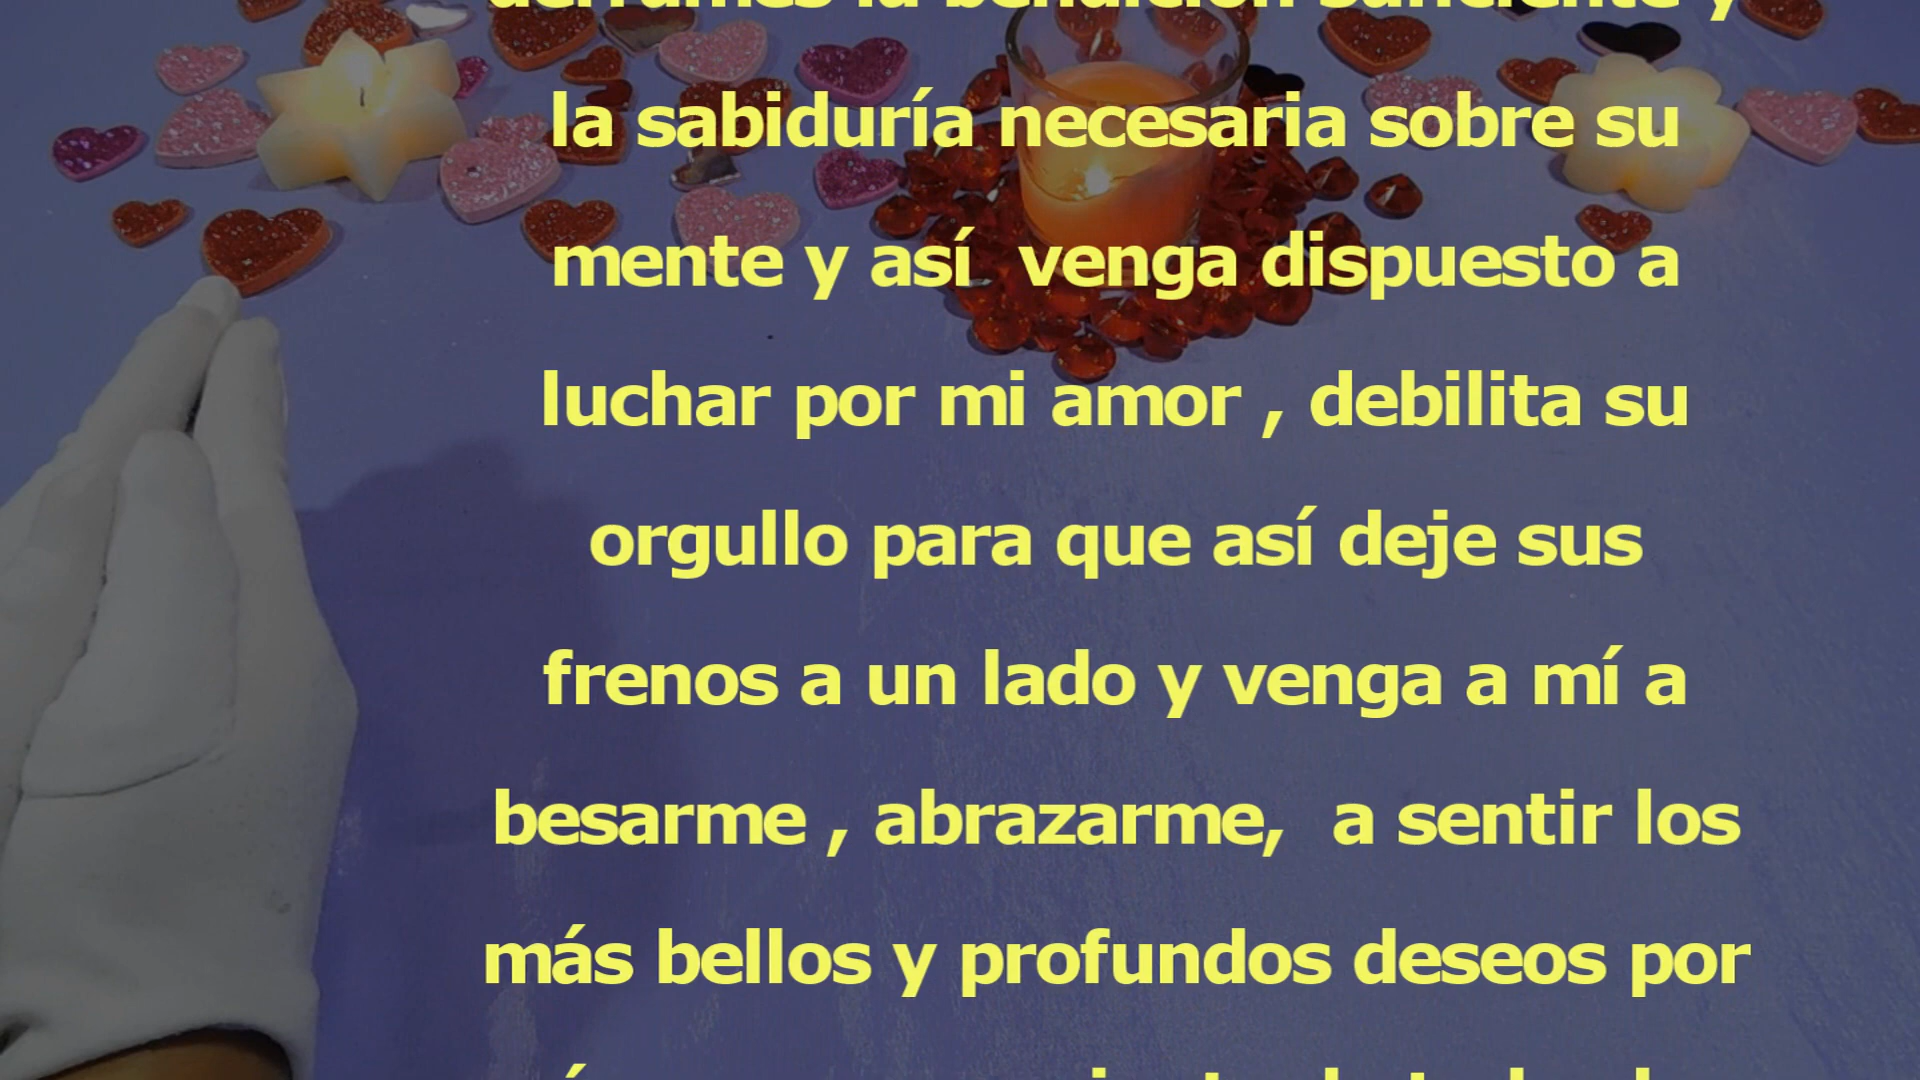 derrames la bendición suficiente y
la sabiduría necesaria sobre su
mente y así  venga dispuesto a
luchar por mi amor , debilita su
orgullo para que así deje sus
frenos a un lado y venga a mí a
besarme , abrazarme,  a sentir los
más bellos y profundos deseos por